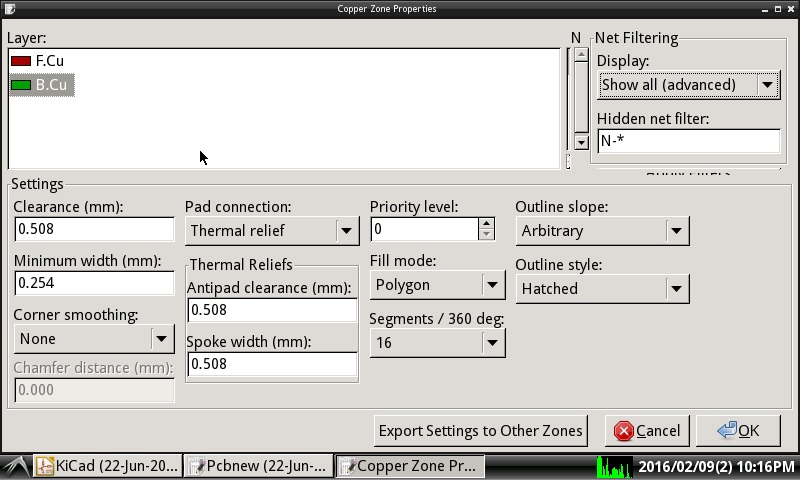 Copper Zone Properties
Layer:
F.Cu
B.Cu
N
Net Filtering
Display:
Show all (advanced)
Hidden net filter:
N-*
Settings
Clearance (mm):
0.508
Minimum width (mm):
0.254
Corner smoothing:
None
Chamfer distance (mm):
0.000
Pad connection:
Thermal relief
Thermal Reliefs
Antipad clearance (mm):
0.508
Spoke width (mm):
0.508
Priority level:
0
Fill mode:
Polygon
Segments / 360 deg:
16
Outline slope:
Arbitrary
Outline style:
Hatched
Export Settings to Other Zones
Cancel
OK
KiCad (22-Jun-20...
Pcbnew (22-Jun-...
Copper Zone Pr...
2016/02/09(2) 10:16PM